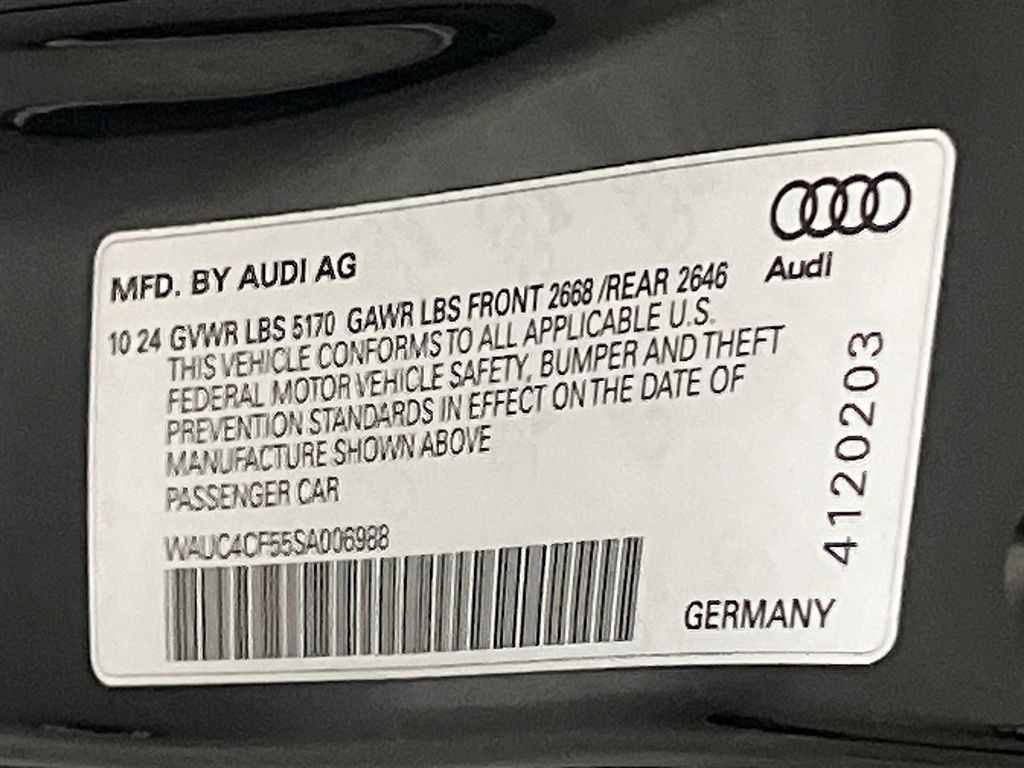 Audi
MFD. BY AUDI AG
10 24 GVWR LBS 5170 GAWR LBS FRONT 2668 /REAR 2646
THIS VEHICLE CONFORMS TO ALL APPLICABLE U.S.
FEDERAL MOTOR VEHICLE SAFETY, BUMPER AND THEFT
PREVENTION STANDARDS IN EFFECT ON THE DATE OF
MANUFACTURE SHOWN ABOVE
PASSENGER CAR
WAUC4CF55SA006988
GERMANY
4120203